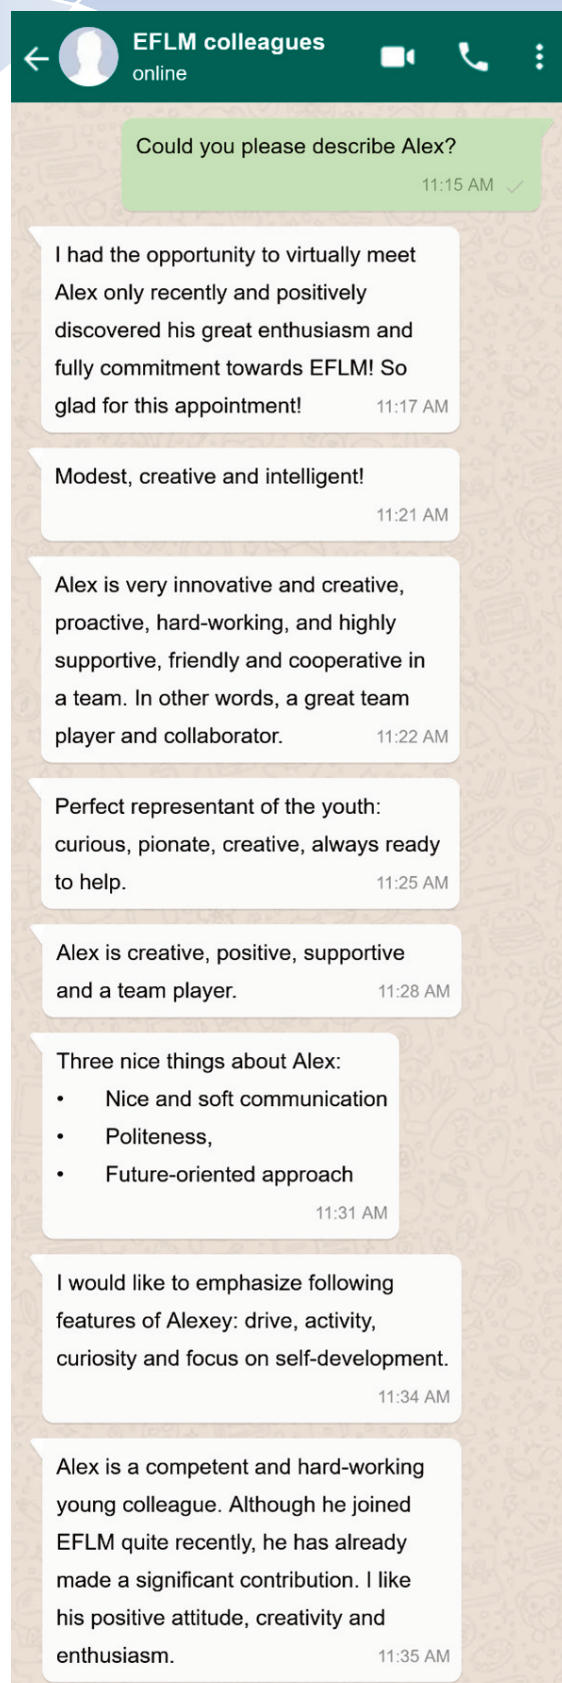 EFLM colleagues
online
Could you please describe Alex?
11:15 AM
I had the opportunity to virtually meet
Alex only recently and positively
discovered his great enthusiasm and
fully commitment towards EFLM! So
glad for this appointment! 11:17 AM
Modest, creative and intelligent!
11:21 AM
Alex is very innovative and creative,
proactive, hard-working, and highly
supportive, friendly and cooperative in
a team. In other words, a great team
player and collaborator. 11:22 AM
Perfect representant of the youth:
curious, pionate, creative, always ready
to help. 11:25 AM
Alex is creative, positive, supportive
and a team player. 11:28 AM
Three nice things about Alex:
• Nice and soft communication
• Politeness,
• Future-oriented approach
11:31 AM
I would like to emphasize following
features of Alexey: drive, activity,
curiosity and focus on self-development.
11:34 AM
Alex is a competent and hard-working
young colleague. Although he joined
EFLM quite recently, he has already
made a significant contribution. I like
his positive attitude, creativity and
enthusiasm. 11:35 AM